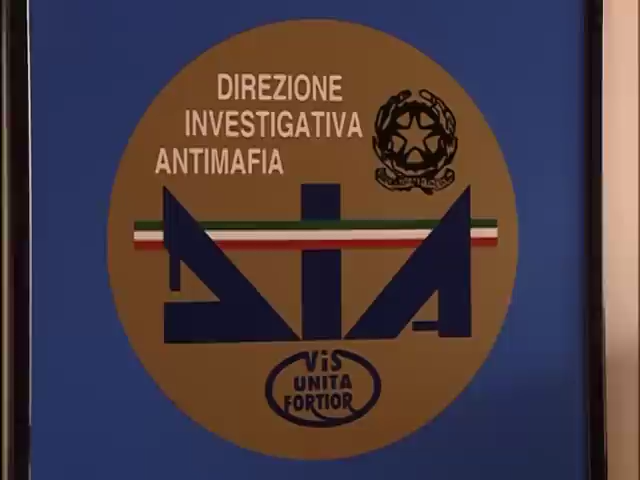 DIREZIONE
INVESTIGATIVA
ANTIMAFIA
DIA
ViS
UNITA
FORTIOR